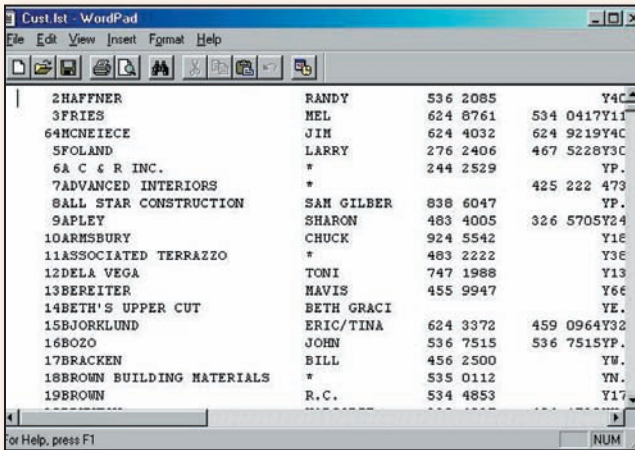 Cust.lst - WordPad
File Edit View Insert Format Help
2HAFFNER RANDY 536 2085 Y4C
3FRIES MEL 624 8761 534 0417Y11
64MCNEIECE JIM 624 4032 624 9219Y4C
5FOLAND LARRY 276 2406 467 5228Y3C
6A C & R INC. * 244 2529 YP.
7ADVANCED INTERIORS * 425 222 473
8ALL STAR CONSTRUCTION SAM GILBER 838 6047 YP.
9APLEY SHARON 483 4005 326 5705Y24
10ARMSBURY CHUCK 924 5542 Y18
11ASSOCIATED TERRAZZO * 483 2222 Y38
12DELA VEGA TONI 747 1988 Y13
13BEREITER MAVIS 455 9947 Y66
14BETH'S UPPER CUT BETH GRACI YE.
15BJORKLUND ERIC/TINA 624 3372 459 0964Y32
16BOZO JOHN 536 7515 536 7515YP.
17BRACKEN BILL 456 2500 YW.
18BROWN BUILDING MATERIALS * 535 0112 YN.
19BROWN R.C. 534 4853 Y17
For Help, press F1 NUM